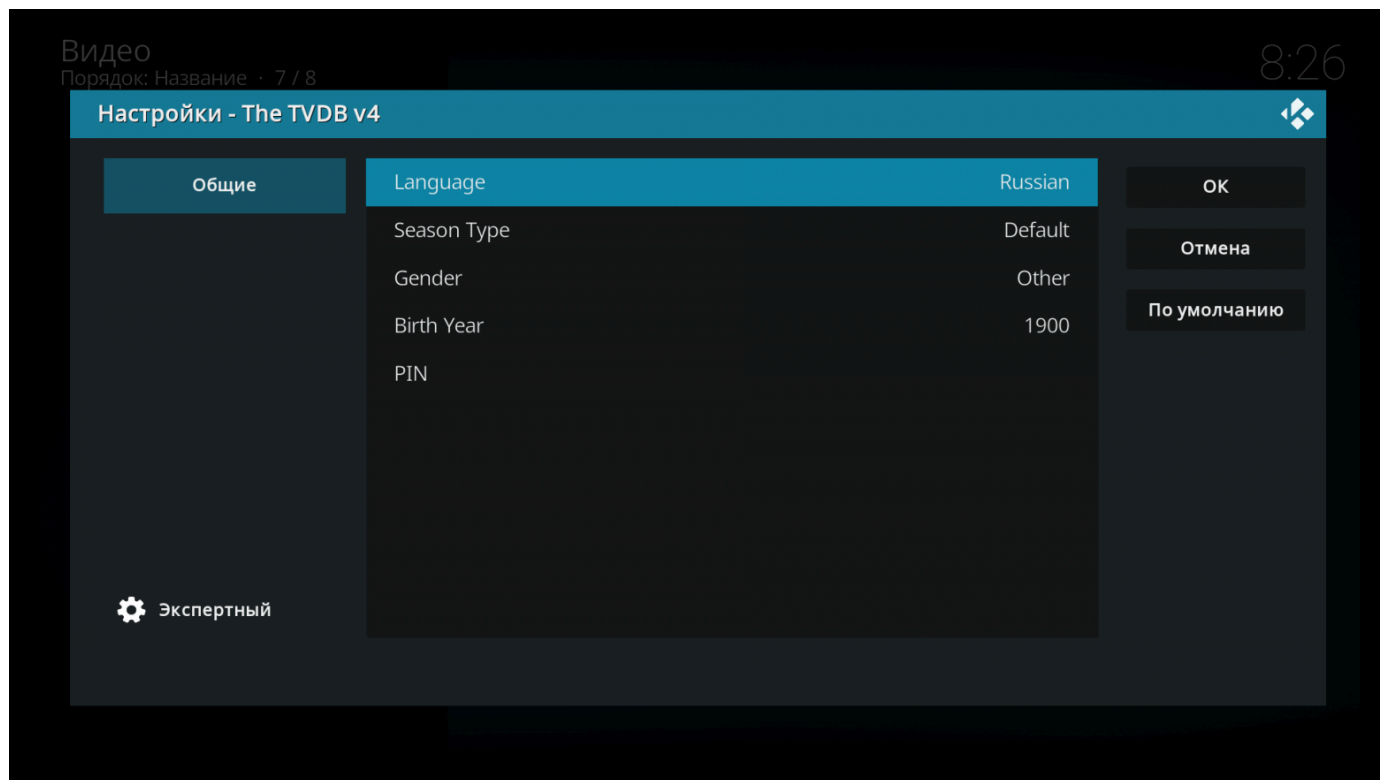 Видео
Порядок: Название · 7 / 8
8:26
Настройки - The TVDB v4
Общие
Language Russian
Season Type Default
Gender Other
Birth Year 1900
PIN
ОК
Отмена
По умолчанию
Экспертный